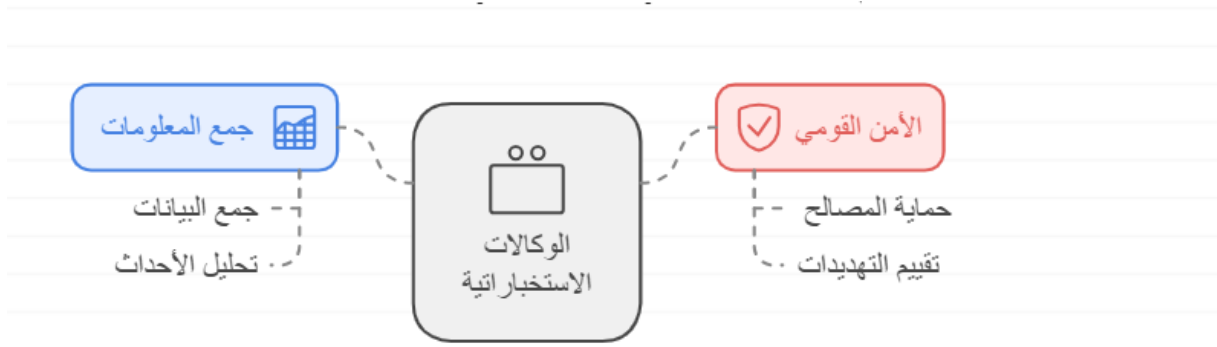 الأمن القومي
حماية المصالح
تقييم التهديدات
الوكالات
الاستخباراتية
جمع المعلومات
جمع البيانات
تحليل الأحداث